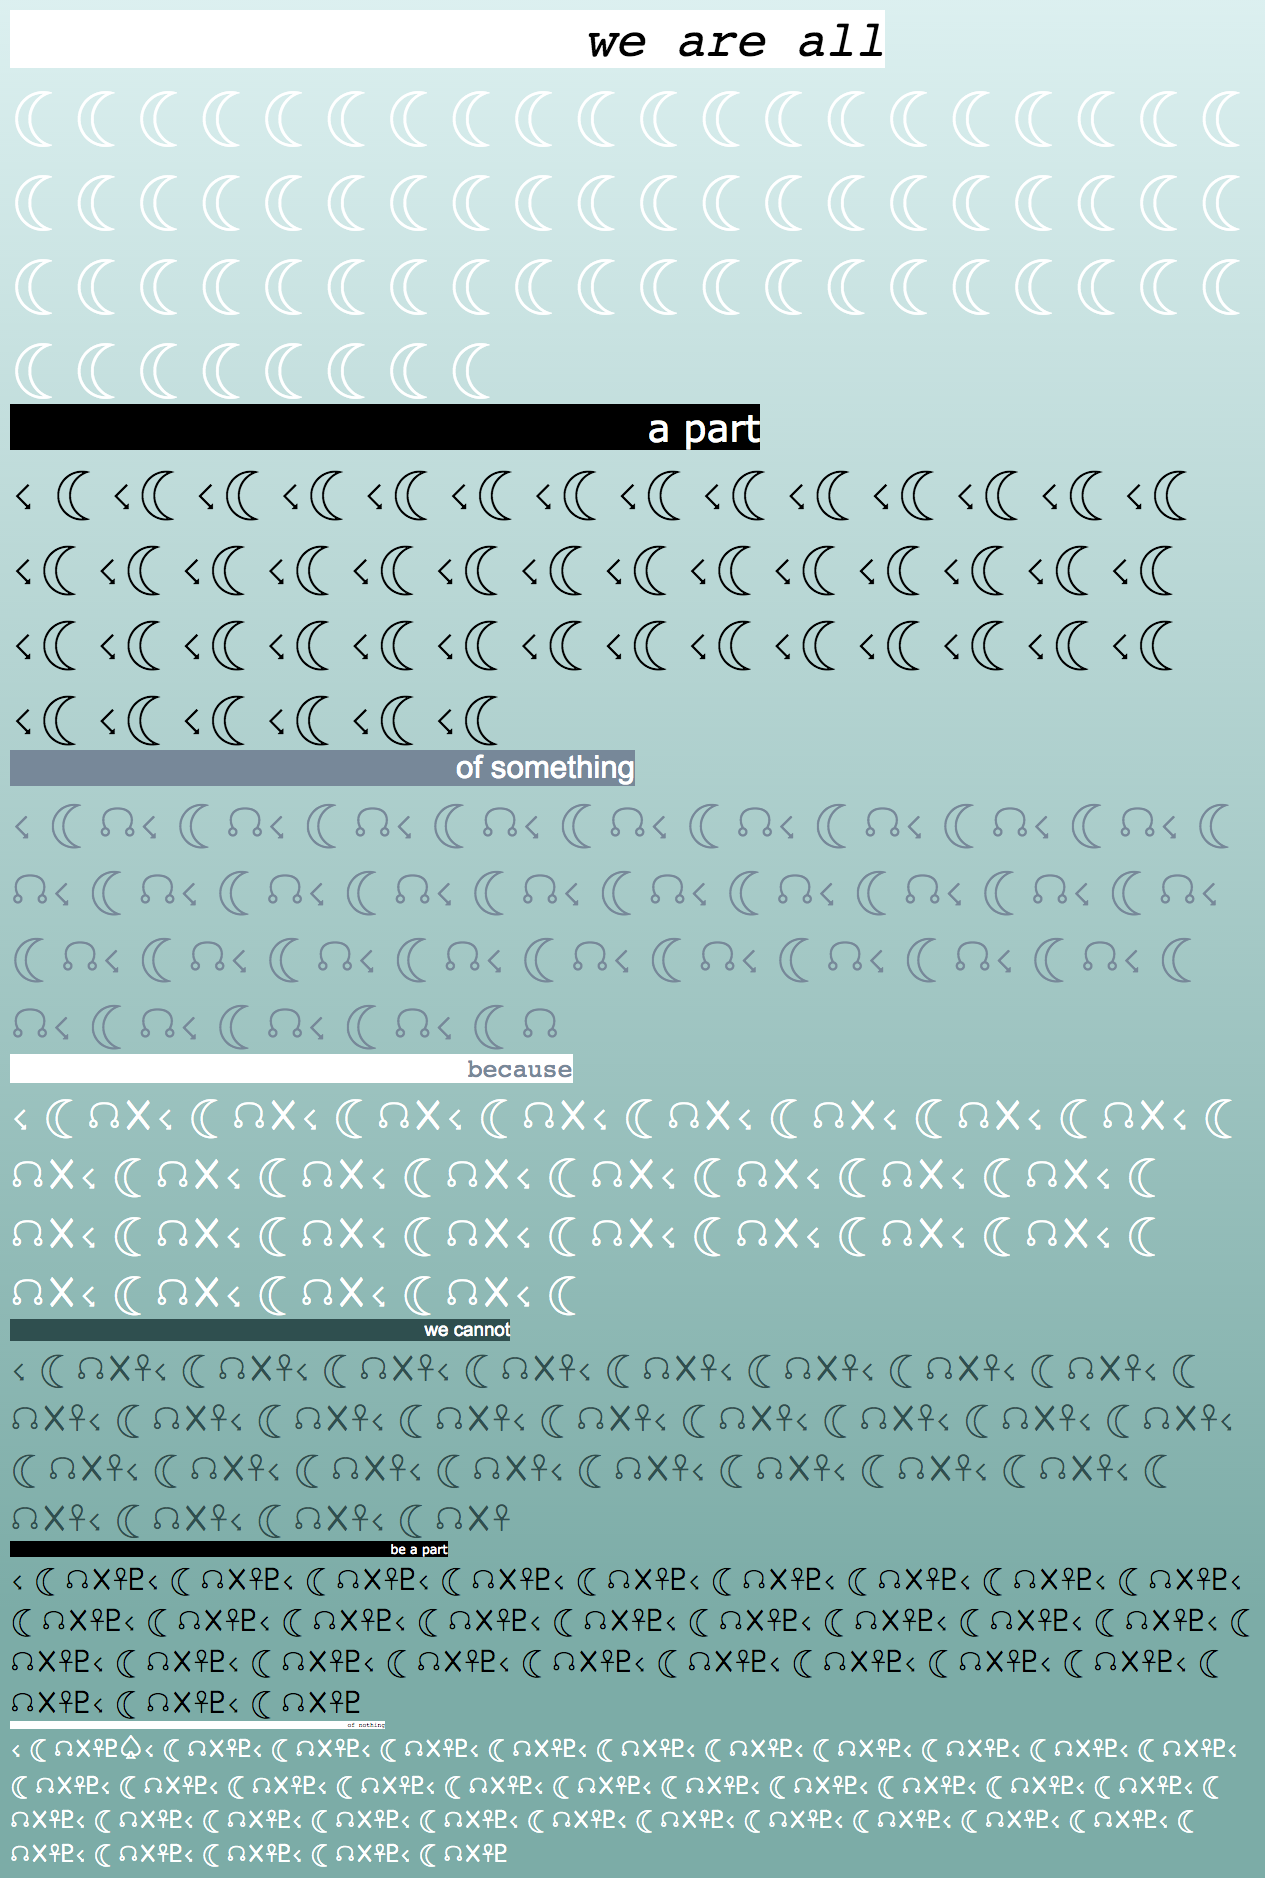 we are all
a part
of something
because
we cannot
be a part
of nothing